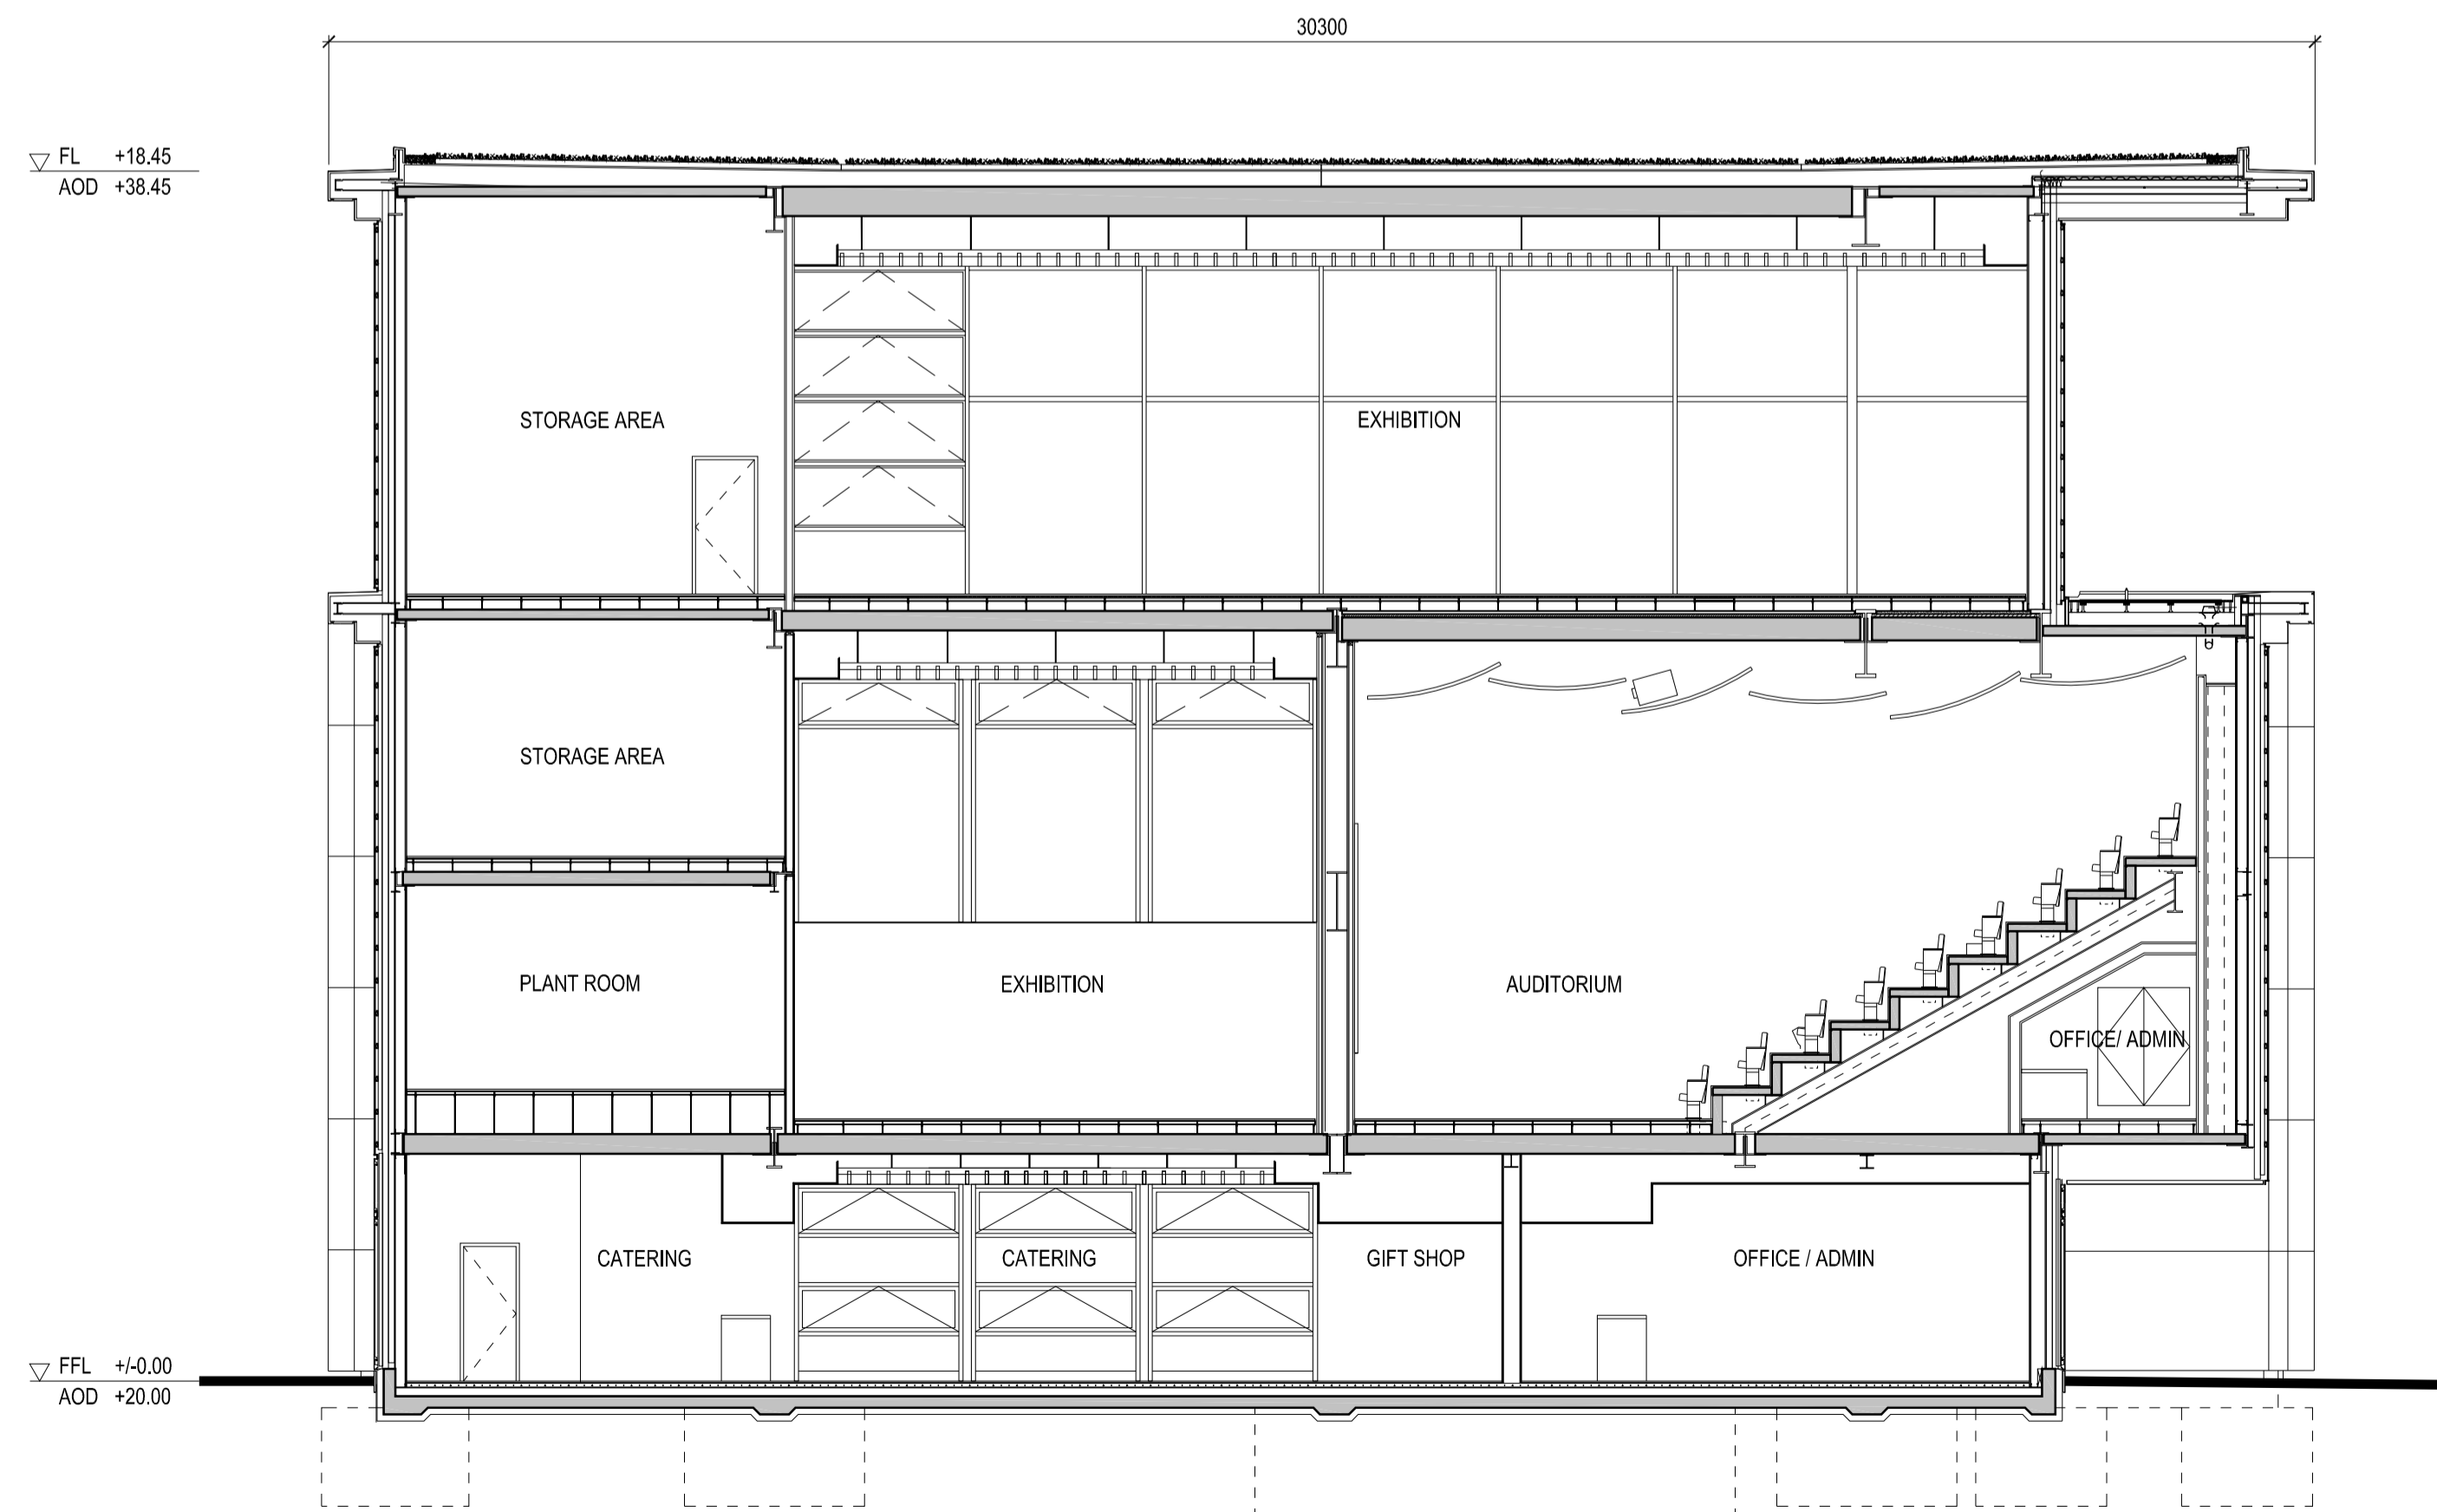 30300
FL +18.45
AOD +38.45
STORAGE AREA
EXHIBITION
STORAGE AREA
PLANT ROOM
EXHIBITION
AUDITORIUM
OFFICE/ ADMIN
CATERING
CATERING
GIFT SHOP
OFFICE / ADMIN
FFL +/-0.00
AOD +20.00